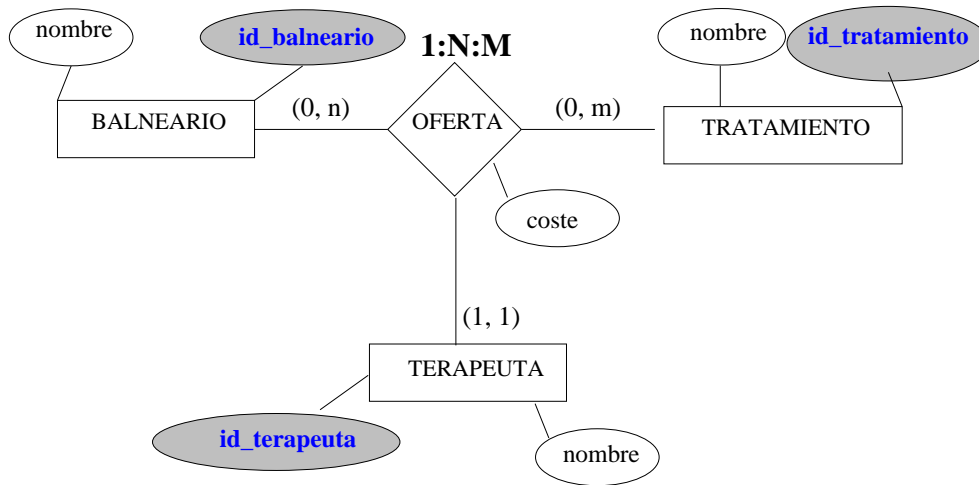 nombre
id_balneario
1:N:M
nombre
id_tratamiento
BALNEARIO
(0, n)
OFERTA
(0, m)
TRATAMIENTO
coste
(1, 1)
TERAPEUTA
id_terapeuta
nombre